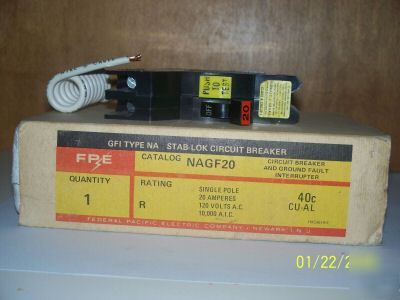 PUSH
TO
TEST
OFF
20
GFI TYPE NA STAB-LOK CIRCUIT BREAKER
FPE
CATALOG NAGF20
CIRCUIT BREAKER
AND GROUND FAULT
INTERRUPTER
QUANTITY
1
RATING
R
SINGLE POLE
20 AMPERES
120 VOLTS A.C.
10,000 A.I.C.
40c
CU-AL
FEDERAL PACIFIC ELECTRIC COMPANY · NEWARK · N J
01/22/2